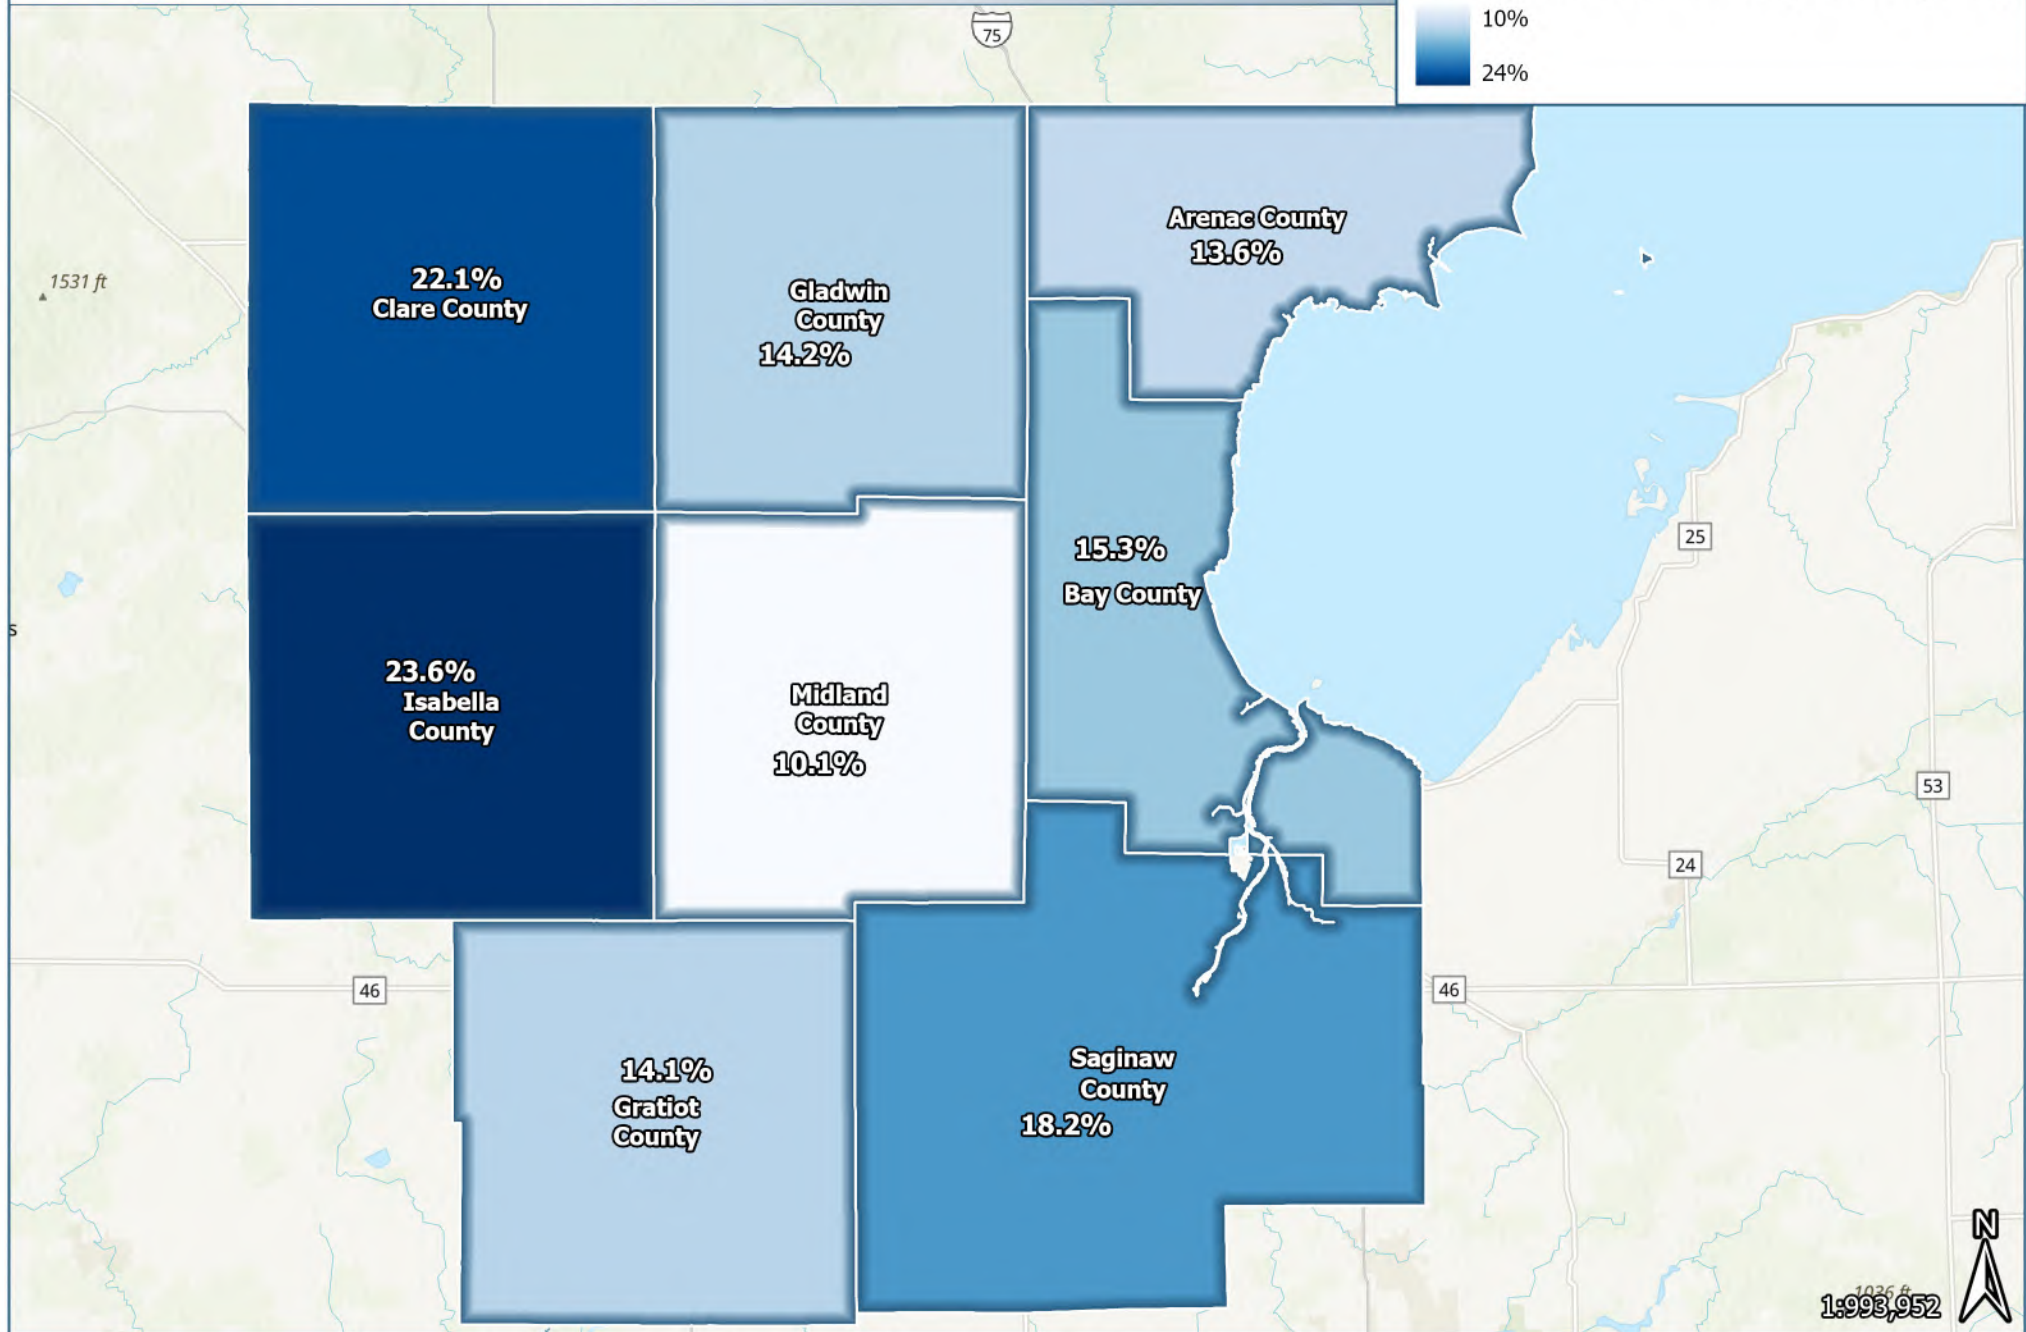 75
10%
24%
Arenac County
13.6%
22.1%
Clare County
1531 ft
Gladwin
County
14.2%
25
15.3%
Bay County
s
23.6%
Isabella
County
Midland
County
10.1%
53
24
46
46
14.1%
Gratiot
County
Saginaw
County
18.2%
N
1036 ft
1:993,952